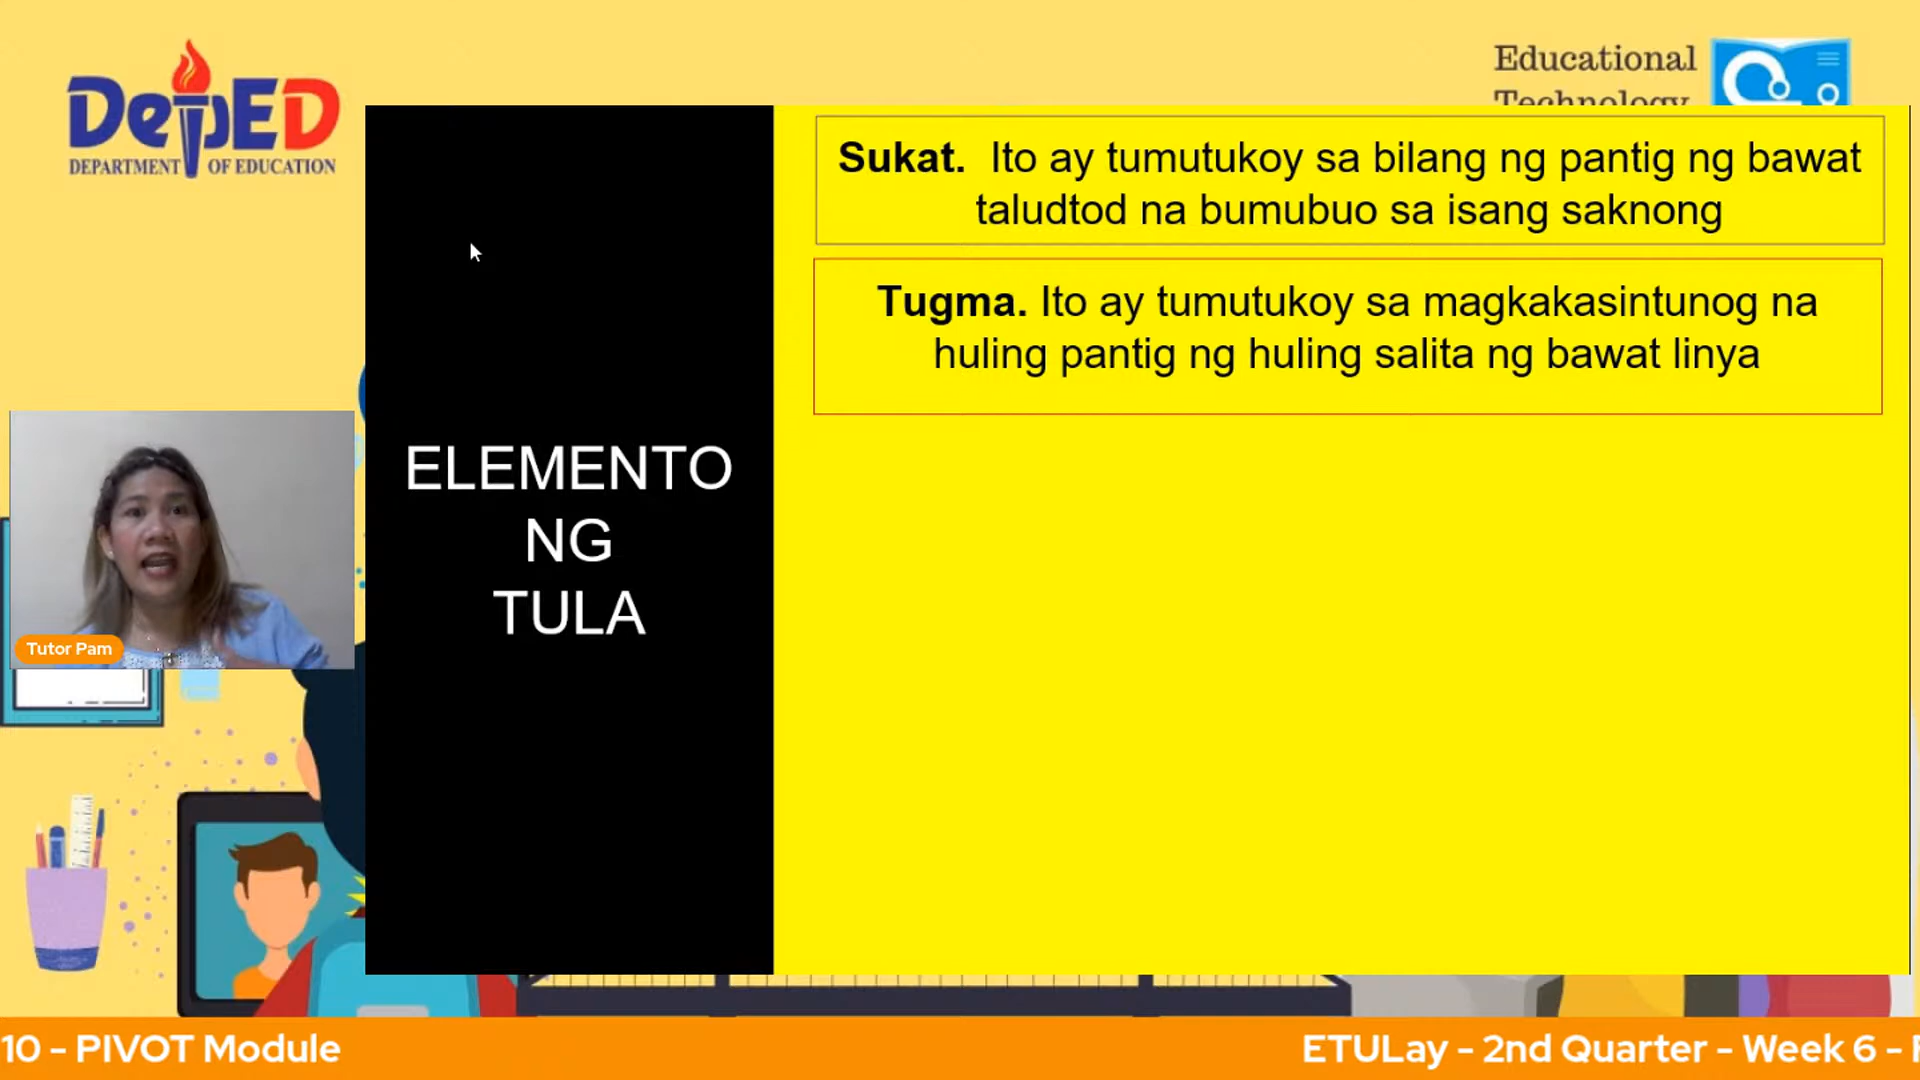 DepED
DEPARTMENT OF EDUCATION
Educational
Technology
Sukat. Ito ay tumutukoy sa bilang ng pantig ng bawat
taludtod na bumubuo sa isang saknong
Tugma. Ito ay tumutukoy sa magkakasintunog na
huling pantig ng huling salita ng bawat linya
ELEMENTO
NG
TULA
Tutor Pam
10 - PIVOT Module
ETULay - 2nd Quarter - Week 6 -